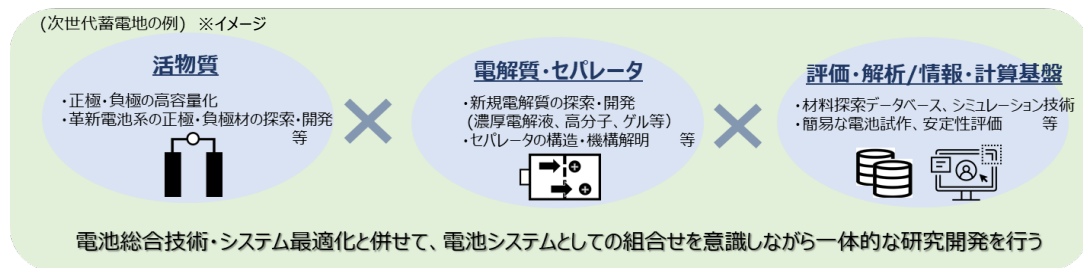 (次世代蓄電地の例) ※イメージ
活物質
・正極・負極の高容量化
・革新電池系の正極・負極材の探索・開発
等
電解質・セパレータ
・新規電解質の探索・開発
(濃厚電解液、高分子、ゲル等)
・セパレータの構造・機構解明 等
評価・解析/情報・計算基盤
・材料探索データベース、シミュレーション技術
・簡易な電池試作、安定性評価 等
電池総合技術・システム最適化と併せて、電池システムとしての組合せを意識しながら一体的な研究開発を行う